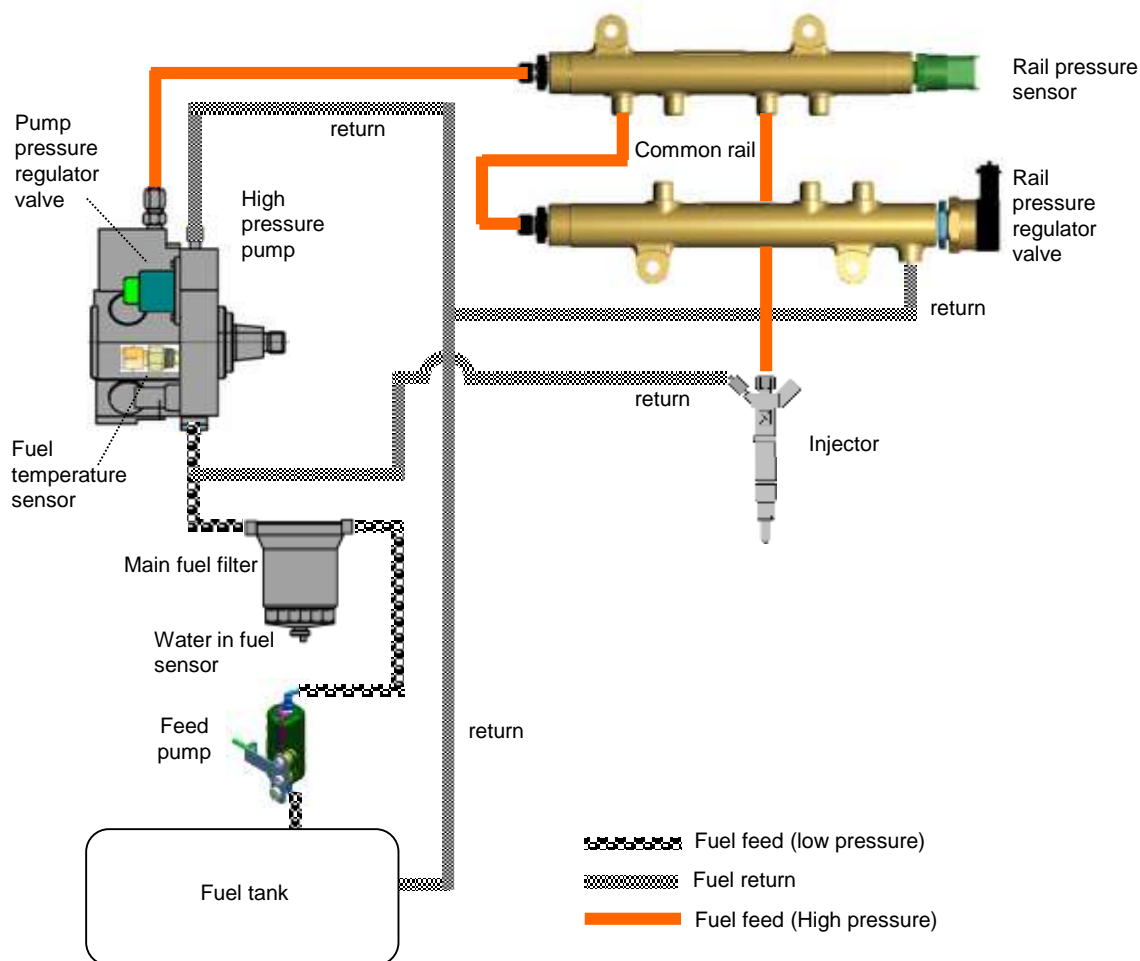 Rail pressure
sensor
return
Pump
pressure
regulator
valve
Common rail
High
pressure
pump
Rail
pressure
regulator
valve
return
return
Injector
Fuel
temperature
sensor
Main fuel filter
Water in fuel
sensor
Feed
pump
return
Fuel tank
Fuel feed (low pressure)
Fuel return
Fuel feed (High pressure)